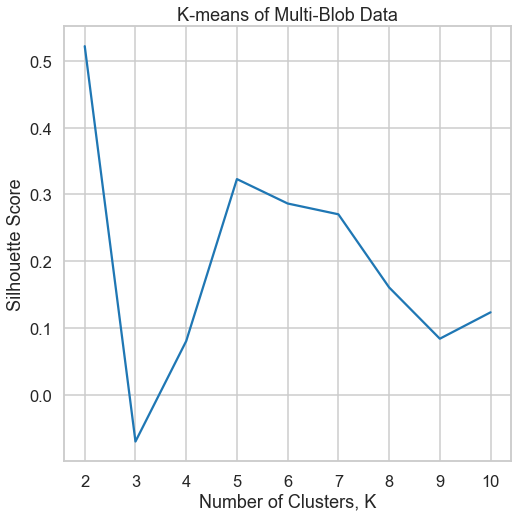 K-means of Multi-Blob Data
0.5
0.4
0.3
0.2
0.1
0.0
Silhouette Score
2 3 4 5 6 7 8 9 10
Number of Clusters, K